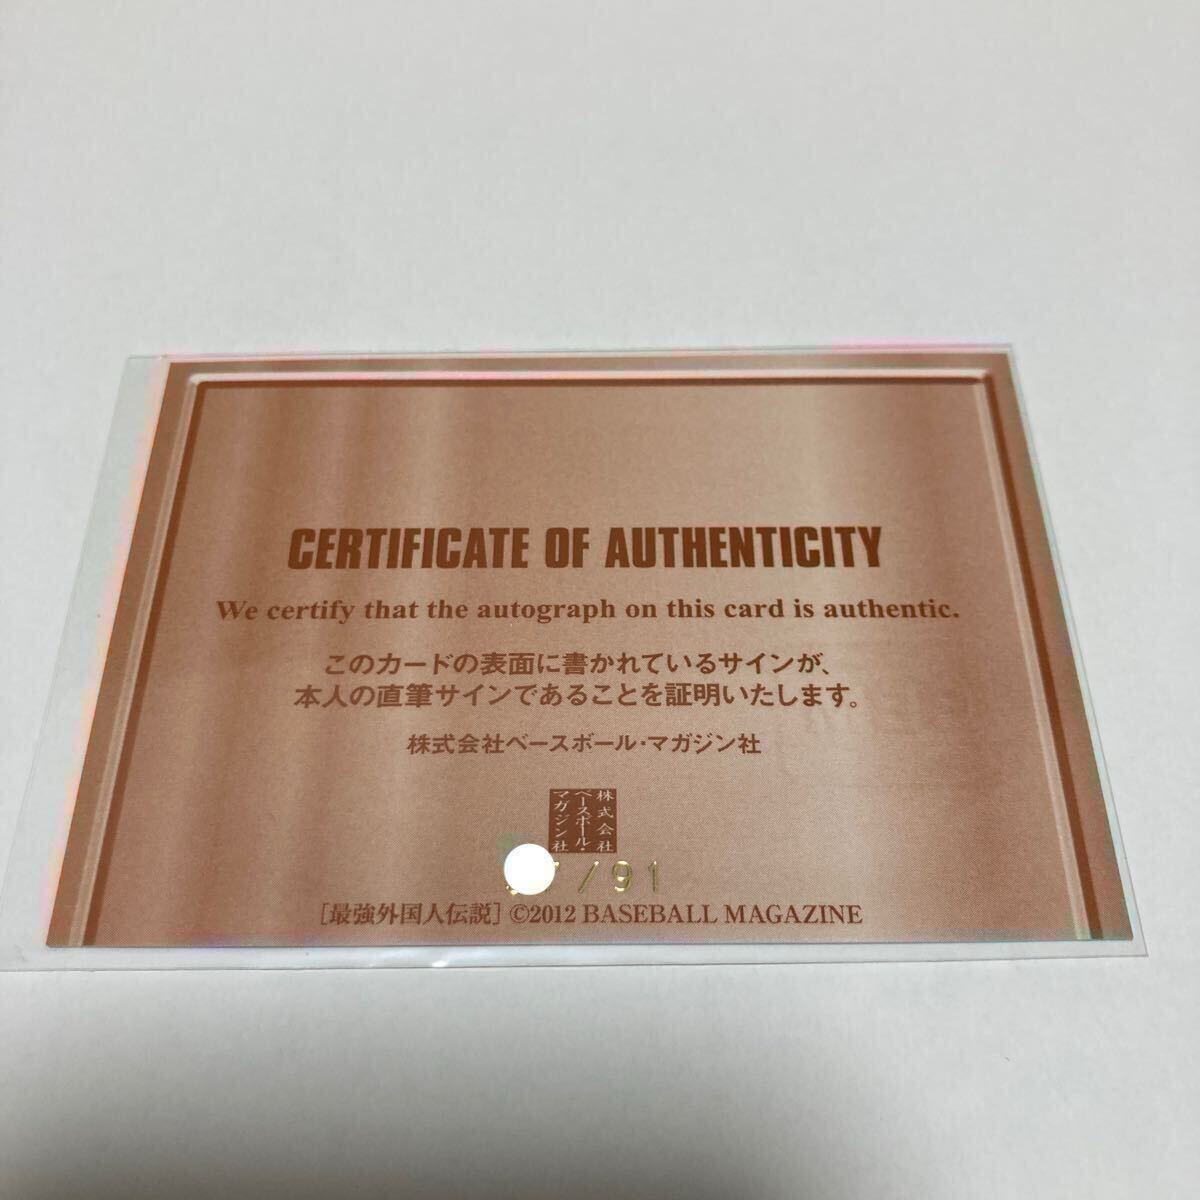 CERTIFICATE OF AUTHENTICITY
We certify that the autograph on this card is authentic.
このカードの表面に書かれているサインが、
本人の直筆サインであることを証明いたします。
株式会社ベースボール・マガジン社
株式会社
ベースボール・
マガジン社
/91
[最強外国人伝説] ©2012 BASEBALL MAGAZINE